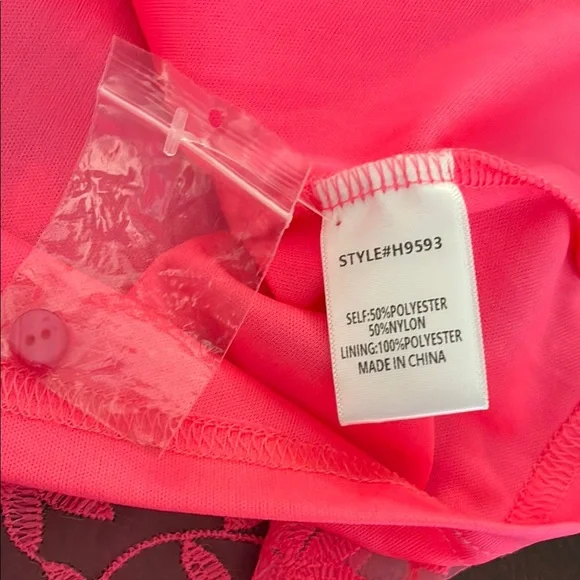 STYLE#H9593
SELF:50%POLYESTER
50%NYLON
LINING:100%POLYESTER
MADE IN CHINA